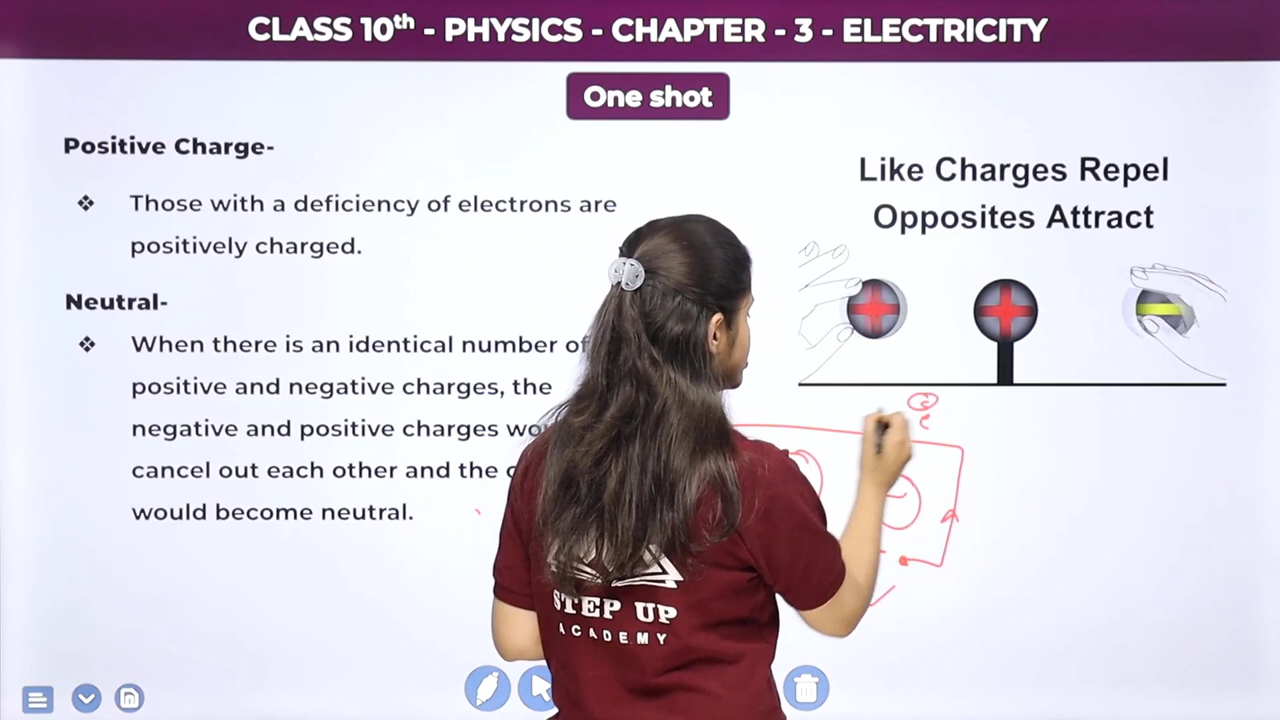 CLASS 10th - PHYSICS - CHAPTER - 3 - ELECTRICITY
One shot
Positive Charge-
Those with a deficiency of electrons are
positively charged.
Neutral-
When there is an identical number of
positive and negative charges, the
negative and positive charges
cancel out each other and the
would become neutral.
Like Charges Repel
Opposites Attract
STEP UP
ACADEMY